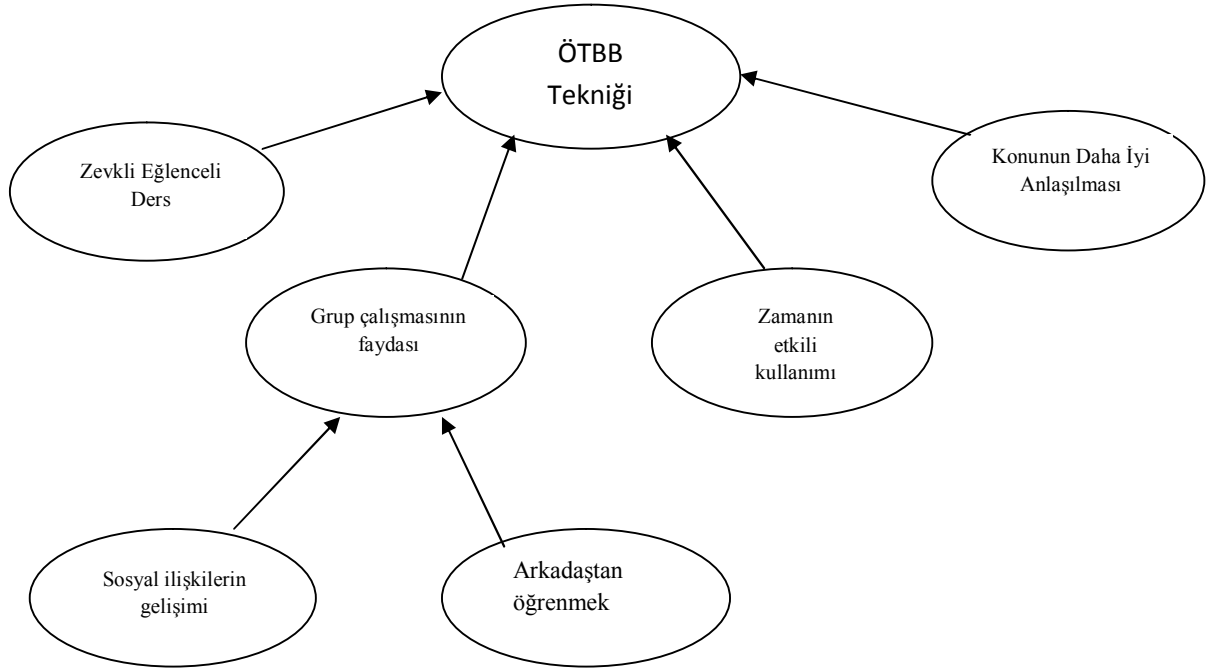 ÖTBB
Tekniği
Zevkli Eğlenceli
Ders
Konunun Daha İyi
Anlaşılması
Grup çalışmasının
faydası
Zamanın
etkili
kullanımı
Sosyal ilişkilerin
gelişimi
Arkadaştan
öğrenmek